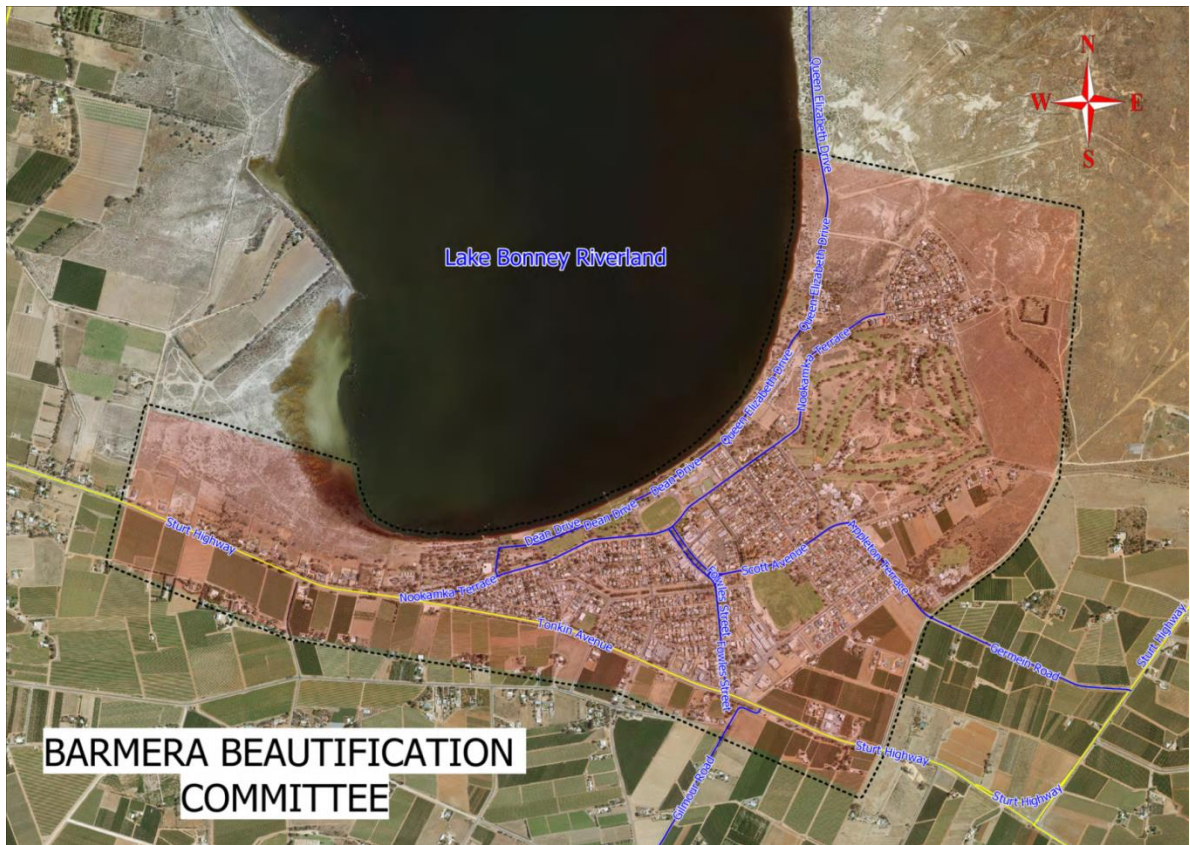 N
W E
S
Queen Elizabeth Drive
Queen Elizabeth Drive
Lake Bonney Riverland
Queen Elizabeth Drive
Nookamka Terrace
Queen Elizabeth Drive
Dean Drive
Dean Drive
Dean Drive
Sturt Highway
Nookamka Terrace
Scott Avenue
Appleton Terrace
Fowles Street
Fowles Street
Tonkin Avenue
Germein Road
Sturt Highway
Sturt Highway
Sturt Highway
Gilmour Road
BARMERA BEAUTIFICATION
COMMITTEE